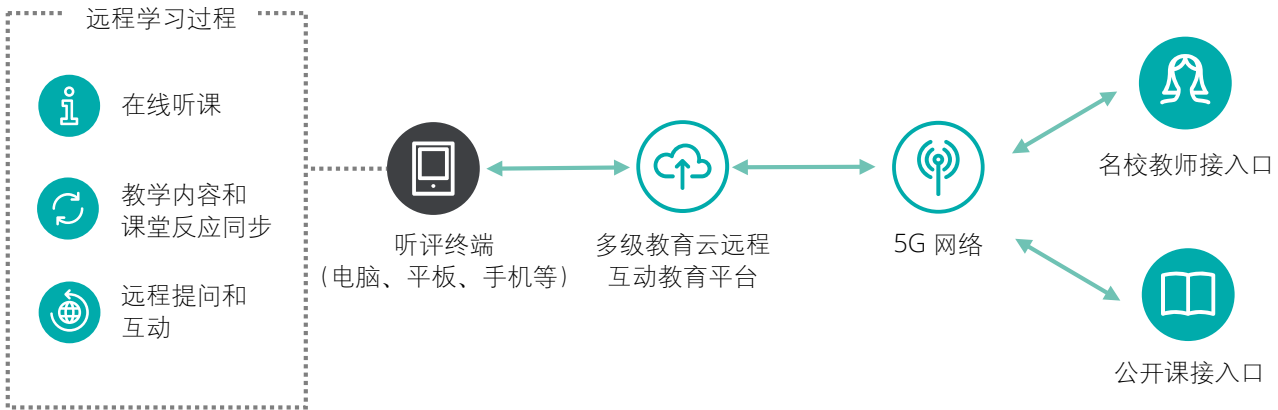 远程学习过程
在线听课
教学内容和
课堂反应同步
远程提问和
互动
听评终端
（电脑、平板、手机等）
多级教育云远程
互动教育平台
5G 网络
名校教师接入口
公开课接入口